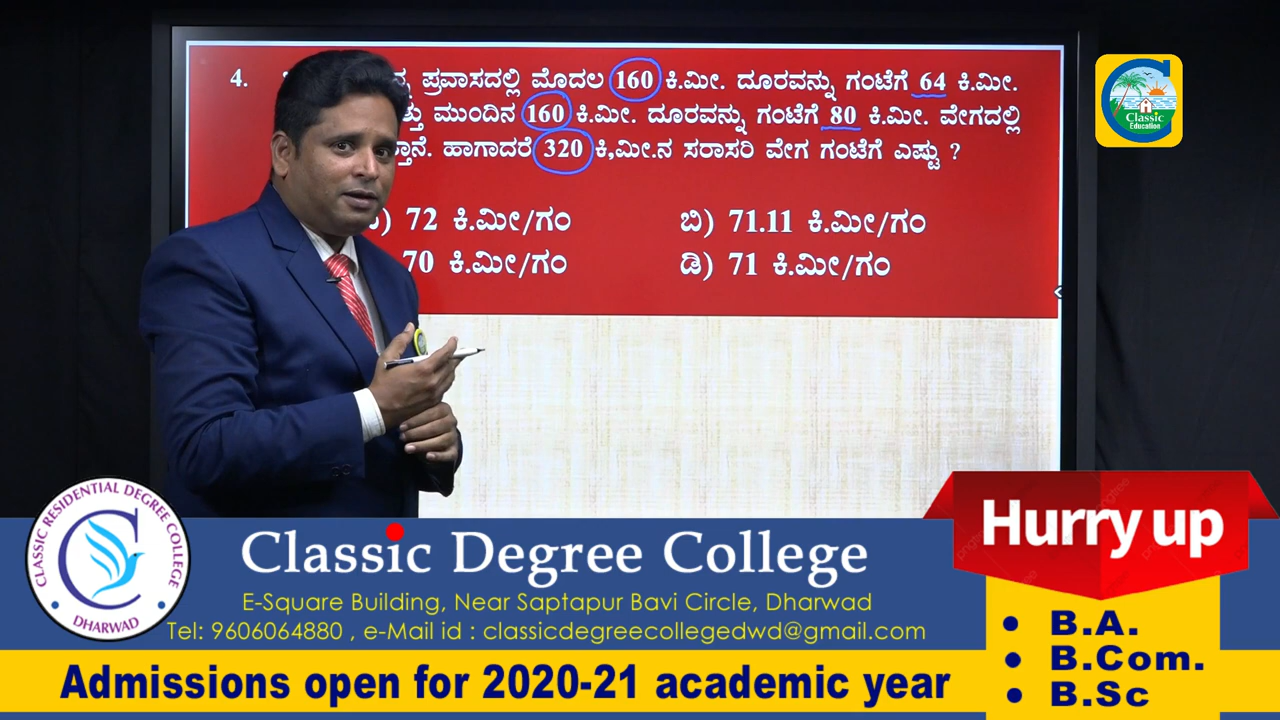 4. ಪ್ರವಾಸದಲ್ಲಿ ಮೊದಲ 160 ಕಿ.ಮೀ. ದೂರವನ್ನು ಗಂಟೆಗೆ 64 ಕಿ.ಮೀ.
ಮುಂದಿನ 160 ಕಿ.ಮೀ. ದೂರವನ್ನು ಗಂಟೆಗೆ 80 ಕಿ.ಮೀ. ವೇಗದಲ್ಲಿ
ಹಾಗಾದರೆ 320 ಕಿ,ಮೀ.ನ ಸರಾಸರಿ ವೇಗ ಗಂಟೆಗೆ ಎಷ್ಟು ?
72 ಕಿ.ಮೀ/ಗಂ ಬಿ) 71.11 ಕಿ.ಮೀ/ಗಂ
70 ಕಿ.ಮೀ/ಗಂ ಡಿ) 71 ಕಿ.ಮೀ/ಗಂ
Classic
Education
CLASSIC RESIDENTIAL DEGREE COLLEGE
DHARWAD
Classic Degree College
E-Square Building, Near Saptapur Bavi Circle, Dharwad
Tel: 9606064880 , e-Mail id : classicdegreecollegedwd@gmail.com
Admissions open for 2020-21 academic year
Hurry up
• B.A.
• B.Com.
• B.Sc